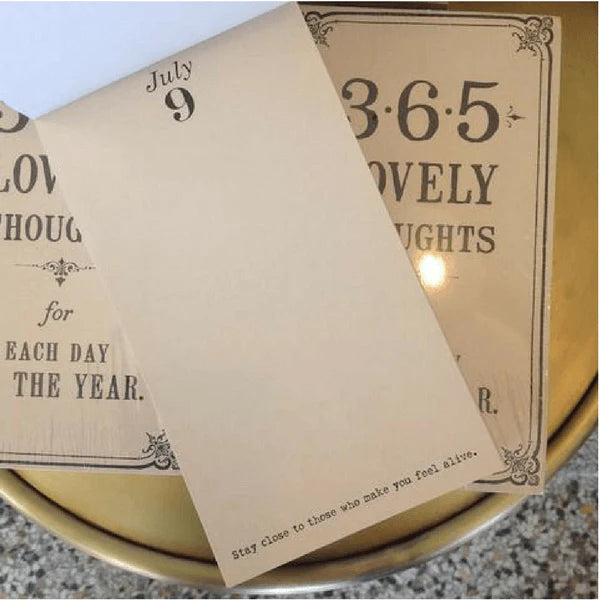 July
9
Stay close to those who make you feel alive.
3·6·5
OVELY
UGHTS
R.
LOV
HOUG
for
EACH DAY
THE YEAR.